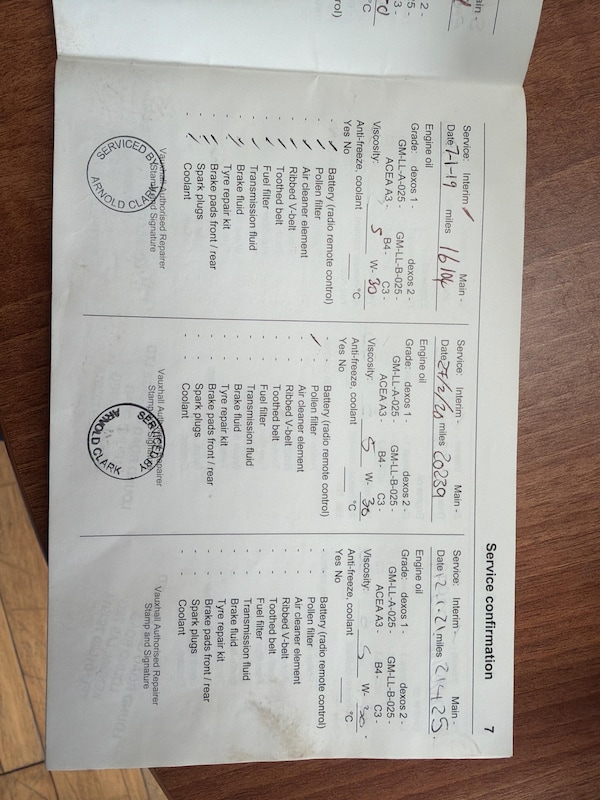 Service confirmation
7
Service: Interim Main -
Date 7-1-19 miles 16104
Engine oil
Grade: dexos 1 - dexos 2 -
GM-LL-A-025 - GM-LL-B-025 -
ACEA A3 - B4 - C3 -
Viscosity: 5 W- 30
Anti-freeze, coolant °C
Yes No
Battery (radio remote control)
Pollen filter
Air cleaner element
Ribbed V-belt
Toothed belt
Fuel filter
Transmission fluid
Brake fluid
Tyre repair kit
Brake pads front / rear
Spark plugs
Coolant
Vauxhall Authorised Repairer
Stamp and Signature
SERVICED BY
ARNOLD CLARK
Service: Interim - Main -
Date 27/2/20 miles 20239
Engine oil
Grade: dexos 1 - dexos 2 -
GM-LL-A-025 - GM-LL-B-025 -
ACEA A3 - B4 - C3 -
Viscosity: 5 W- 30
Anti-freeze, coolant °C
Yes No
- - Battery (radio remote control)
- Pollen filter
- - Air cleaner element
- - Ribbed V-belt
- - Toothed belt
- - Fuel filter
- - Transmission fluid
- - Brake fluid
- - Tyre repair kit
- - Brake pads front / rear -
- - Spark plugs
- - Coolant
Vauxhall Authorised Repairer
Stamp and Signature
SERVICED BY
ARNOLD CLARK
Service: Interim - Main -
Date 12.1.21 miles 21425
Engine oil
Grade: dexos 1 - dexos 2 -
GM-LL-A-025 - GM-LL-B-025 -
ACEA A3 - B4 - C3 -
Viscosity: 5 W- 30
Anti-freeze, coolant °C
Yes No
- - Battery (radio remote control)
- - Pollen filter
- - Air cleaner element
- - Ribbed V-belt
- - Toothed belt
- - Fuel filter
- - Transmission fluid
- - Brake fluid
- - Tyre repair kit
- - Brake pads front / rear
- - Spark plugs
- - Coolant
Vauxhall Authorised Repairer
Stamp and Signature